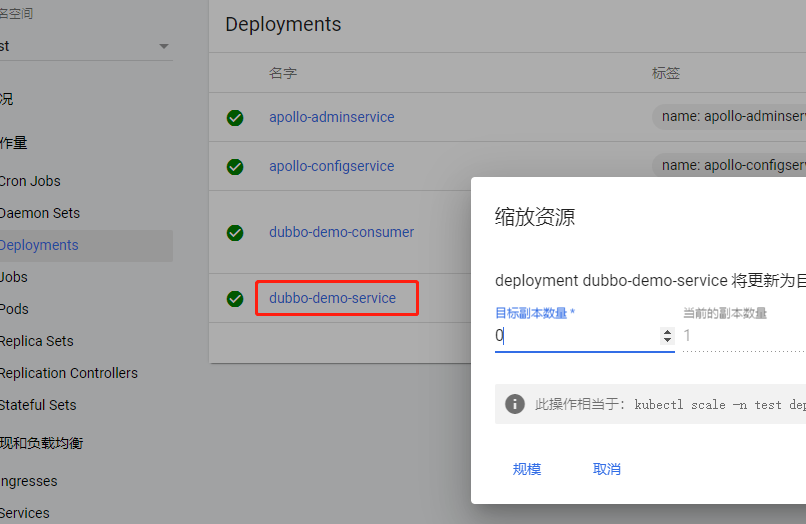 名空间
st
况
作量
Cron Jobs
Daemon Sets
Deployments
Jobs
Pods
Replica Sets
Replication Controllers
Stateful Sets
现和负载均衡
ngresses
Services
Deployments
名字
标签
apollo-adminservice
name: apollo-adminserv
apollo-configservice
name: apollo-configserv
dubbo-demo-consumer
dubbo-demo-service
缩放资源
deployment dubbo-demo-service 将更新为目
目标副本数量 *
当前的副本数量
0
1
此操作相当于: kubectl scale -n test dep
规模
取消